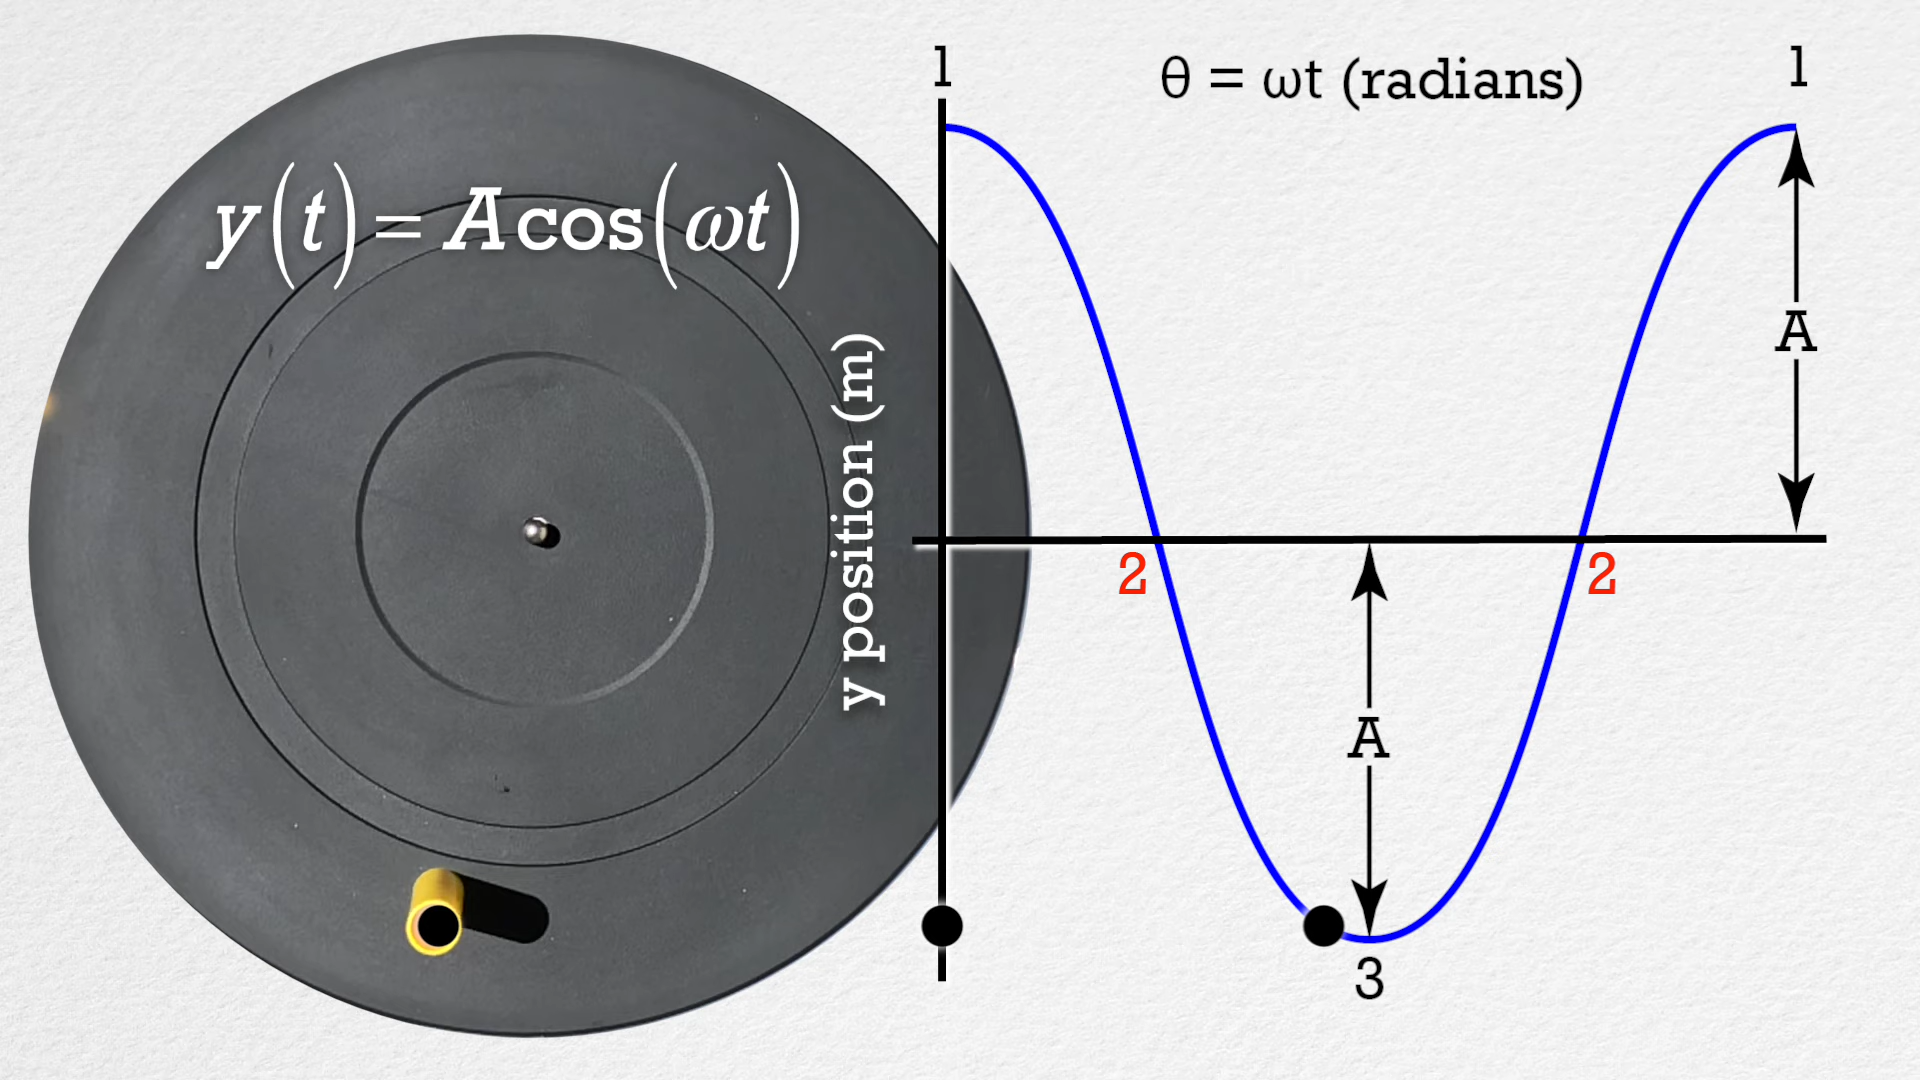 1
θ = ωt (radians)
1
y(t) = A cos(ωt)
A
y position (m)
2
2
A
3